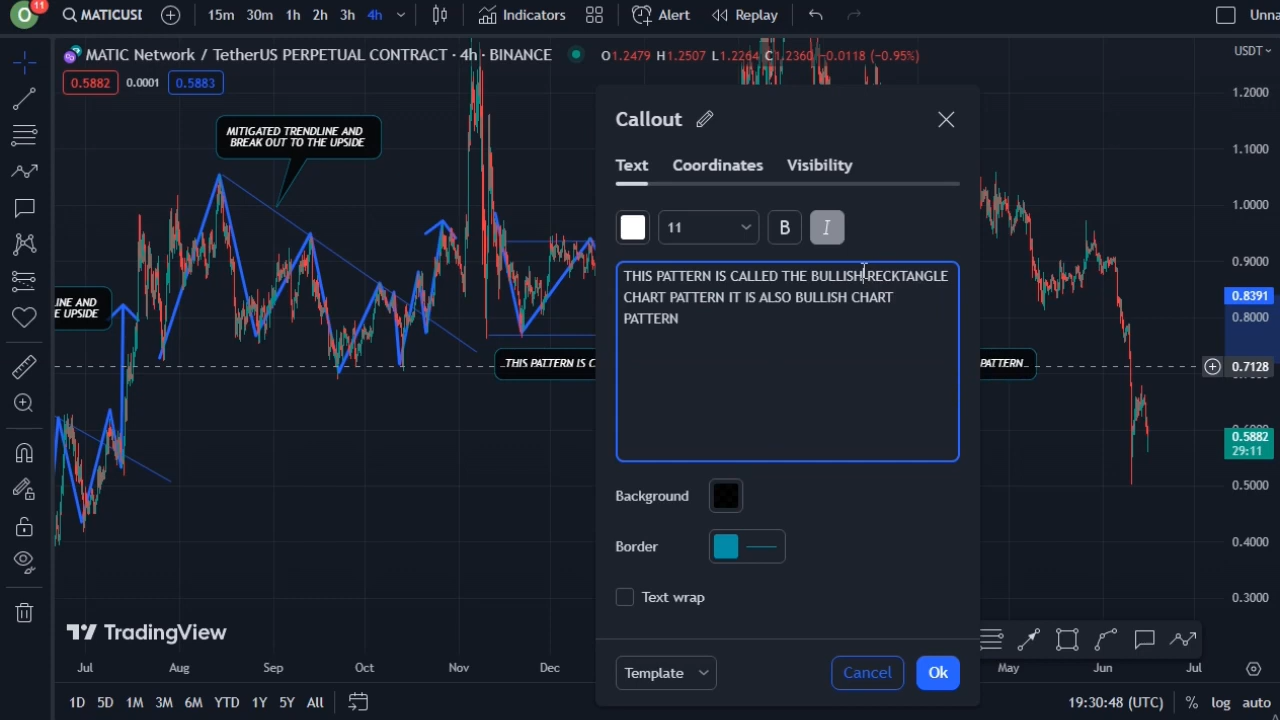 11
O
MATICUSI
15m 30m 1h 2h 3h 4h
Indicators
Alert
Replay
Unna
MATIC Network / TetherUS PERPETUAL CONTRACT · 4h · BINANCE
O1.2479 H1.2507 L1.2264 C1.2360 −0.0118 (−0.95%)
USDT
0.5882 0.0001 0.5883
1.2000
1.1000
1.0000
0.9000
0.8391
0.8000
0.7128
0.5882
29:11
0.5000
0.4000
0.3000
MITIGATED TRENDLINE AND
BREAK OUT TO THE UPSIDE
INE AND
E UPSIDE
THIS PATTERN IS C
PATTERN
Callout
Text Coordinates Visibility
11 B I
THIS PATTERN IS CALLED THE BULLISH RECKTANGLE
CHART PATTERN IT IS ALSO BULLISH CHART
PATTERN
Background
Border
Text wrap
Template Cancel Ok
TradingView
Jul Aug Sep Oct Nov Dec May Jun Jul
1D 5D 1M 3M 6M YTD 1Y 5Y All
19:30:48 (UTC) % log auto